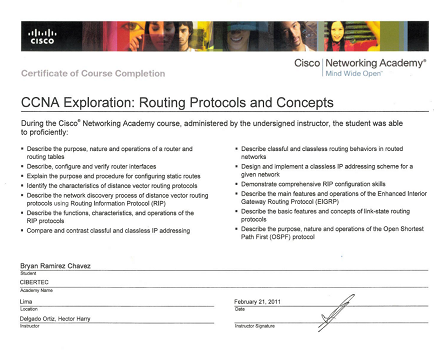 CISCO
Cisco | Networking Academy®
Mind Wide Open™
Certificate of Course Completion
CCNA Exploration: Routing Protocols and Concepts
During the Cisco® Networking Academy course, administered by the undersigned instructor, the student was able
to proficiently:
• Describe the purpose, nature and operations of a router and
routing tables
• Describe, configure and verify router interfaces
• Explain the purpose and procedure for configuring static routes
• Identify the characteristics of distance vector routing protocols
• Describe the network discovery process of distance vector routing
protocols using Routing Information Protocol (RIP)
• Describe the functions, characteristics, and operations of the
RIP protocols
• Compare and contrast classful and classless IP addressing
• Describe classful and classless routing behaviors in routed
networks
• Design and implement a classless IP addressing scheme for a
given network
• Demonstrate comprehensive RIP configuration skills
• Describe the main features and operations of the Enhanced Interior
Gateway Routing Protocol (EIGRP)
• Describe the basic features and concepts of link-state routing
protocols
• Describe the purpose, nature and operations of the Open Shortest
Path First (OSPF) protocol
Bryan Ramirez Chavez
Student
CIBERTEC
Academy Name
Lima
Location
February 21, 2011
Date
Delgado Ortiz, Hector Harry
Instructor
Instructor Signature